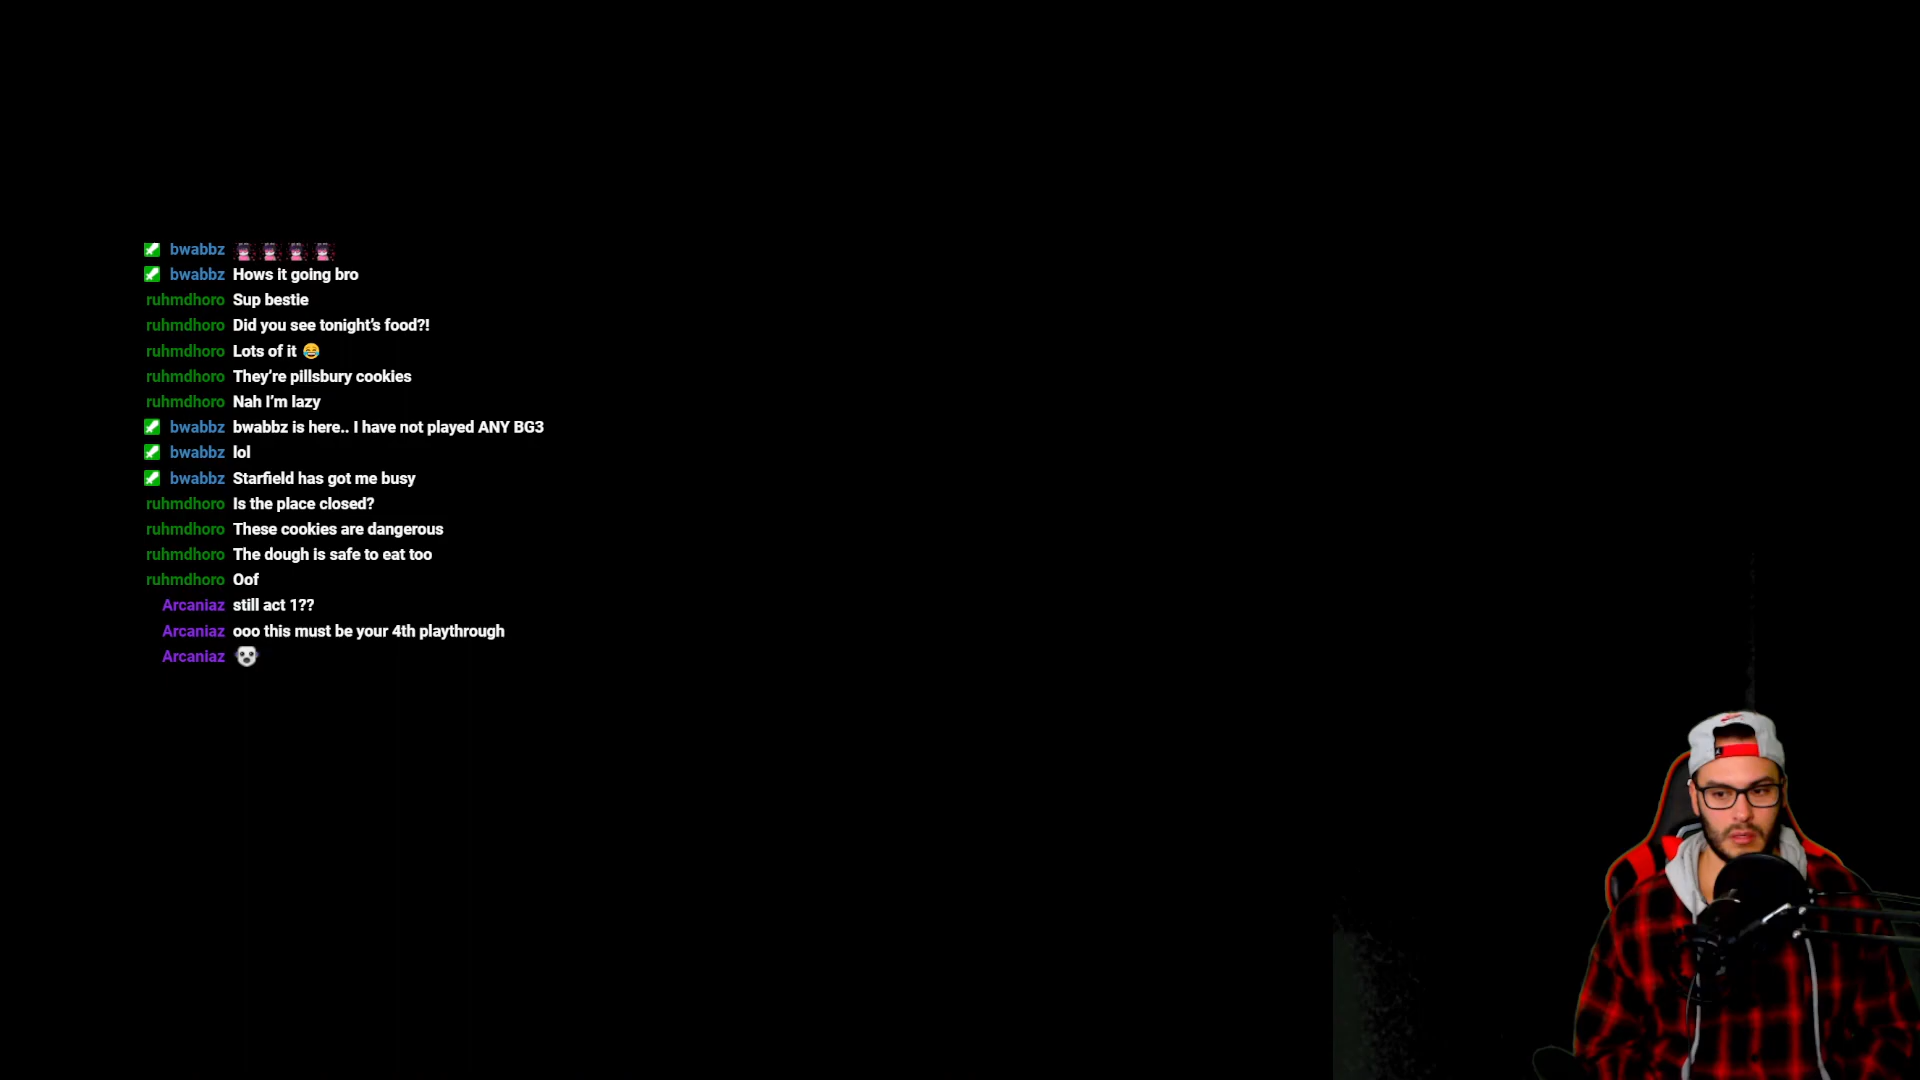 bwabbz
bwabbz Hows it going bro
ruhmdhoro Sup bestie
ruhmdhoro Did you see tonight’s food?!
ruhmdhoro Lots of it 😂
ruhmdhoro They’re pillsbury cookies
ruhmdhoro Nah I’m lazy
bwabbz bwabbz is here.. I have not played ANY BG3
bwabbz lol
bwabbz Starfield has got me busy
ruhmdhoro Is the place closed?
ruhmdhoro These cookies are dangerous
ruhmdhoro The dough is safe to eat too
ruhmdhoro Oof
Arcaniaz still act 1??
Arcaniaz ooo this must be your 4th playthrough
Arcaniaz